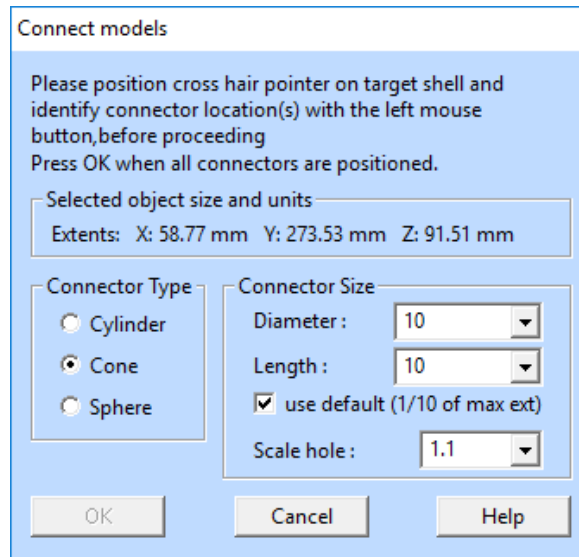 Connect models
Please position cross hair pointer on target shell and
identify connector location(s) with the left mouse
button,before proceeding
Press OK when all connectors are positioned.
Selected object size and units
Extents: X: 58.77 mm Y: 273.53 mm Z: 91.51 mm
Connector Type
Cylinder
Cone
Sphere
Connector Size
Diameter : 10
Length : 10
use default (1/10 of max ext)
Scale hole : 1.1
OK Cancel Help